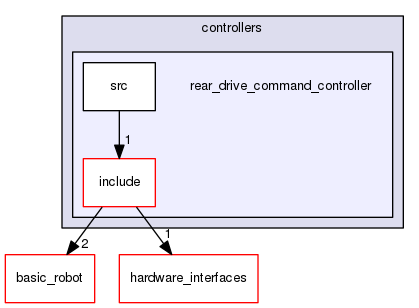 controllers
src
rear_drive_command_controller
1
include
2
1
basic_robot
hardware_interfaces